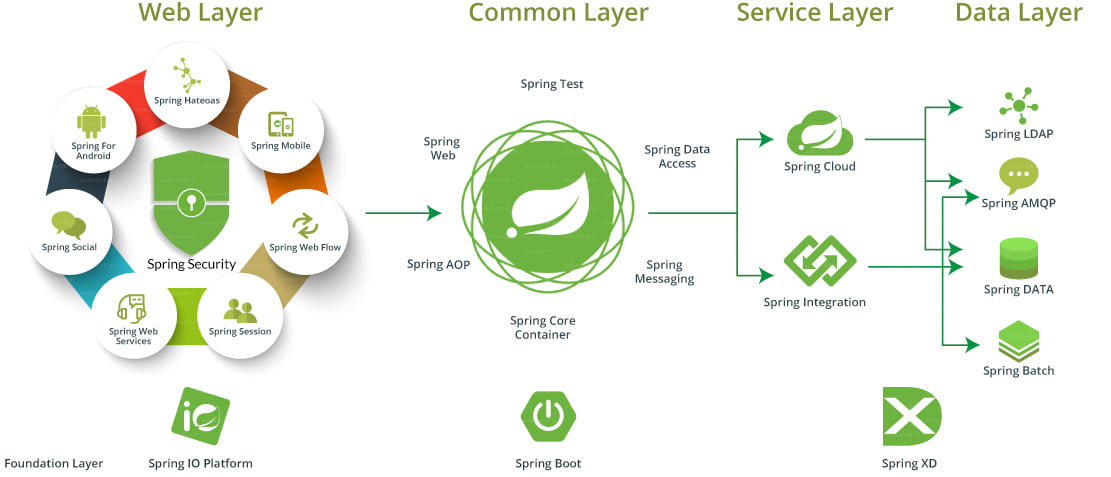 Web Layer
Common Layer
Service Layer
Data Layer
Spring Hateoas
Spring For
Android
Spring Mobile
Spring Social
Spring Web Flow
Spring Security
Spring Web
Services
Spring Session
Spring Test
Spring
Web
Spring Data
Access
Spring AOP
Spring
Messaging
Spring Core
Container
Spring Cloud
Spring Integration
Spring LDAP
Spring AMQP
Spring DATA
Spring Batch
Foundation Layer
iO
Spring IO Platform
Spring Boot
X
Spring XD